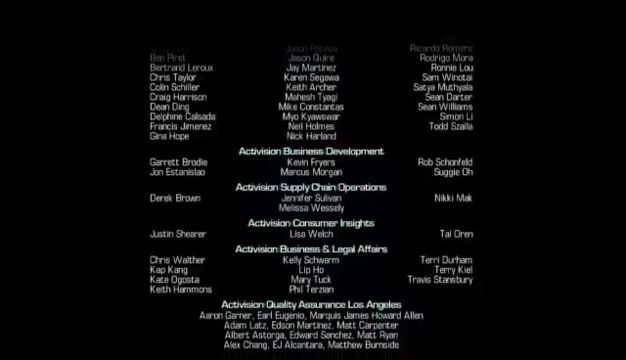 Ricardo Romero
Ben Piret Jason Quire Rodrigo Mora
Bertrand Leroux Jay Martinez Ronnie Lou
Chris Taylor Karen Segawa Sam Winotai
Colin Schiller Keith Archer Satya Muthyala
Craig Harrison Mahesh Tyagi Sean Darter
Dean Ding Mike Constantas Sean Williams
Delphine Calsada Myo Kyawswar Simon Li
Francis Jimenez Neil Holmes Todd Szalla
Gina Hope Nick Harland
Activision Business Development
Garrett Brodie Kevin Fryers Rob Schonfeld
Jon Estanislao Marcus Morgan Suggie Oh
Activision Supply Chain Operations
Derek Brown Jennifer Sullivan Nikki Mak
Melissa Wessely
Activision Consumer Insights
Justin Shearer Lisa Welch Tal Oren
Activision Business & Legal Affairs
Chris Walther Kelly Schwarm Terri Durham
Kap Kang Lip Ho Terry Kiel
Kate Ogosta Mary Tuck Travis Stansbury
Keith Hammons Phil Terzian
Activision Quality Assurance Los Angeles
Aaron Garner, Earl Eugenio, Marquis James Howard Allen
Adam Latz, Edson Martinez, Matt Carpenter
Albert Astorga, Edward Sanchez, Matt Ryan
Alex Chang, EJ Alcantara, Matthew Burnside